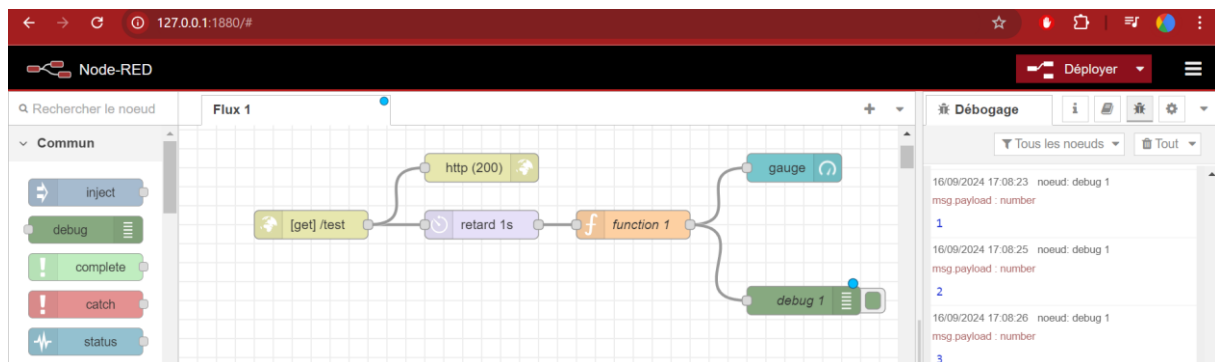 127.0.0.1:1880/#
Node-RED
Déployer
Rechercher le noeud
Flux 1
Débogage
i
Commun
Tous les noeuds
Tout
inject
debug
complete
catch
status
http (200)
gauge
[get] /test
retard 1s
function 1
f
debug 1
16/09/2024 17:08:23 noeud: debug 1
msg.payload : number
1
16/09/2024 17:08:25 noeud: debug 1
msg.payload : number
2
16/09/2024 17:08:26 noeud: debug 1
msg.payload : number
3